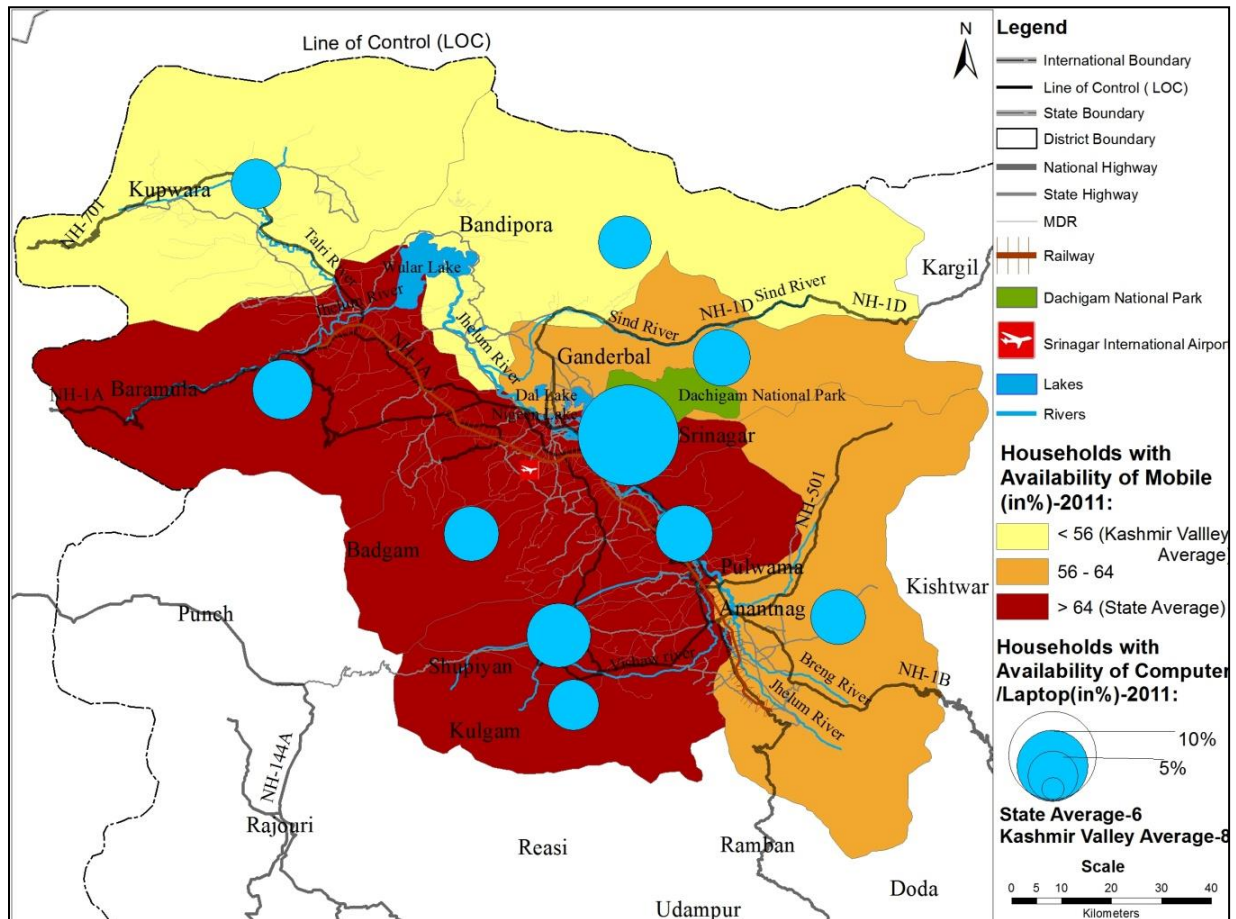 Line of Control (LOC)
N
Kupwara
NH-701
Talri River
Bandipora
Wular Lake
Jhelum River
Kargil
Sind River
NH-1D
NH-1D
Sind River
Jhelum River
Ganderbal
NH-1A
Baramula
NH-1A
Dal Lake
Nigeen Lake
Dachigam National Park
Srinagar
NH-501
Badgam
Pulwama
Kishtwar
Anantnag
Punch
Shupiyan
Vishaw river
Breng River
NH-1B
Jhelum River
Kulgam
NH-144A
Rajouri
Reasi
Ramban
Doda
Udampur
Legend
International Boundary
Line of Control ( LOC)
State Boundary
District Boundary
National Highway
State Highway
MDR
Railway
Dachigam National Park
Srinagar International Airport
Lakes
Rivers
Households with
Availability of Mobile
(in%)-2011:
< 56 (Kashmir Vallley
Average)
56 - 64
> 64 (State Average)
Households with
Availability of Computer
/Laptop(in%)-2011:
10%
5%
State Average-6
Kashmir Valley Average-8
Scale
0 5 10 20 30 40
Kilometers